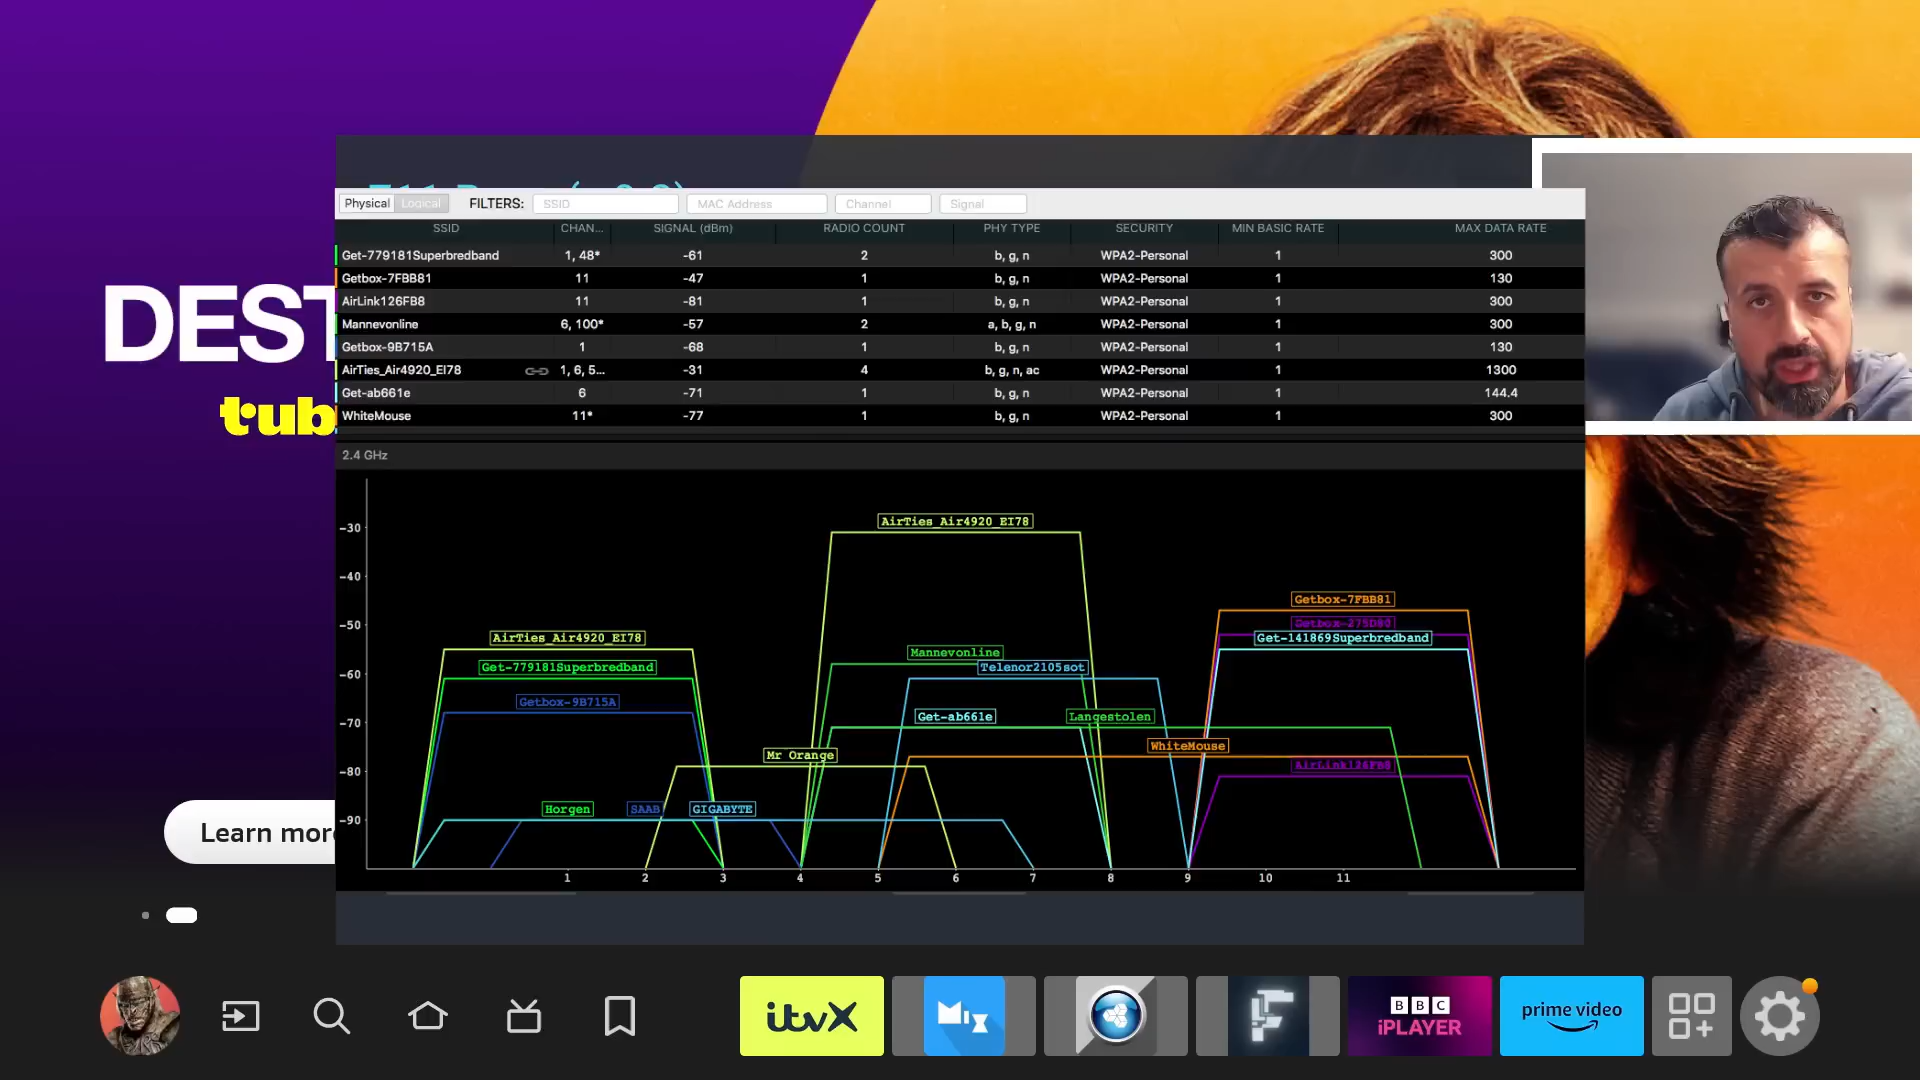 DEST
tub
Learn more
Physical Logical FILTERS: SSID MAC Address Channel Signal
SSID CHAN... SIGNAL (dBm) RADIO COUNT PHY TYPE SECURITY MIN BASIC RATE MAX DATA RATE
Get-779181Superbredband 1, 48* -61 2 b, g, n WPA2-Personal 1 300
Getbox-7FBB81 11 -47 1 b, g, n WPA2-Personal 1 130
AirLink126FB8 11 -81 1 b, g, n WPA2-Personal 1 300
Mannevonline 6, 100* -57 2 a, b, g, n WPA2-Personal 1 300
Getbox-9B715A 1 -68 1 b, g, n WPA2-Personal 1 130
AirTies_Air4920_EI78 1, 6, 5... -31 4 b, g, n, ac WPA2-Personal 1 1300
Get-ab661e 6 -71 1 b, g, n WPA2-Personal 1 144.4
WhiteMouse 11* -77 1 b, g, n WPA2-Personal 1 300
2.4 GHz
AirTies_Air4920_EI78
-30
-40
Getbox-7FBB81
-50
Getbox-275D80
AirTies_Air4920_EI78
Get-141869Superbredband
Mannevonline
Get-779181Superbredband
Telenor2105sot
-60
Getbox-9B715A
Get-ab661e
Langestolen
-70
WhiteMouse
Mr Orange
AirLink126FB8
-80
Horgen SAAB GIGABYTE
-90
1 2 3 4 5 6 7 8 9 10 11
itvX
MIX
F
BBC
iPLAYER
prime video